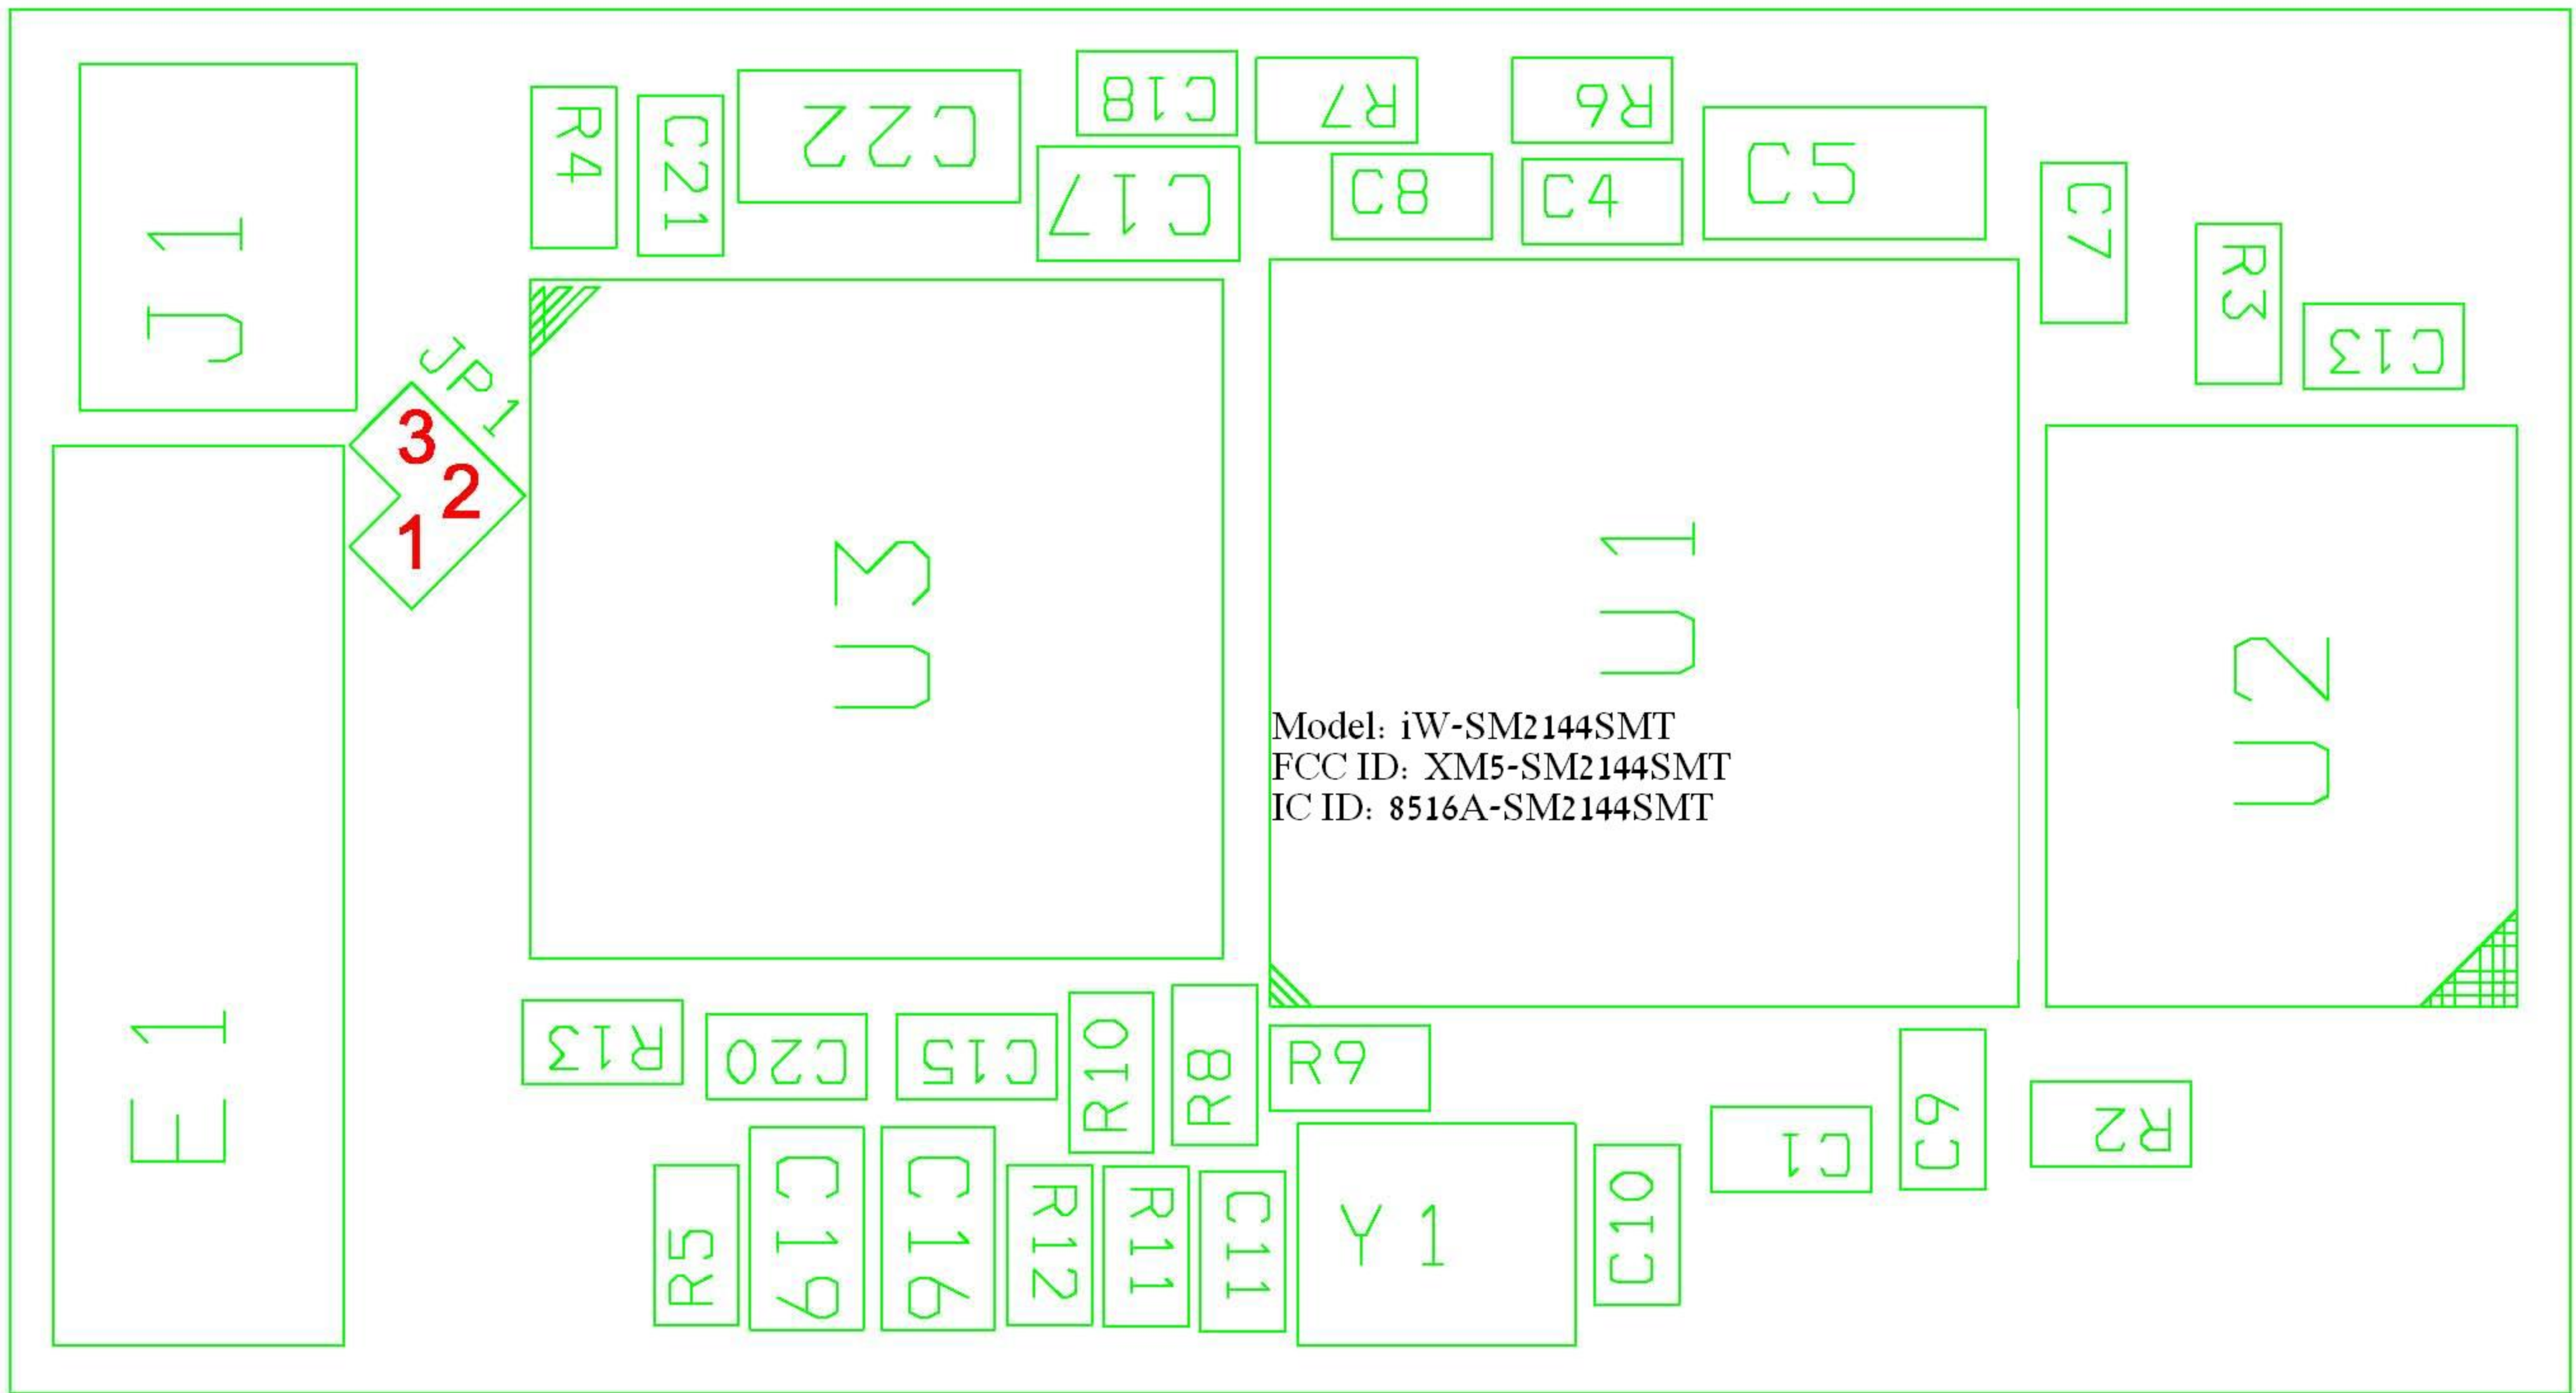 C18
R7
R6
R4
C21
C22
C5
C17
C8
C4
C7
R3
J1
C13
JP1
3
2
1
U3
U1
U2
Model: iW-SM2144SMT
FCC ID: XM5-SM2144SMT
IC ID: 8516A-SM2144SMT
E1
R13
C20
C15
R10
R8
R9
C1
C9
R2
R5
C19
C16
R12
R11
C11
Y1
C10